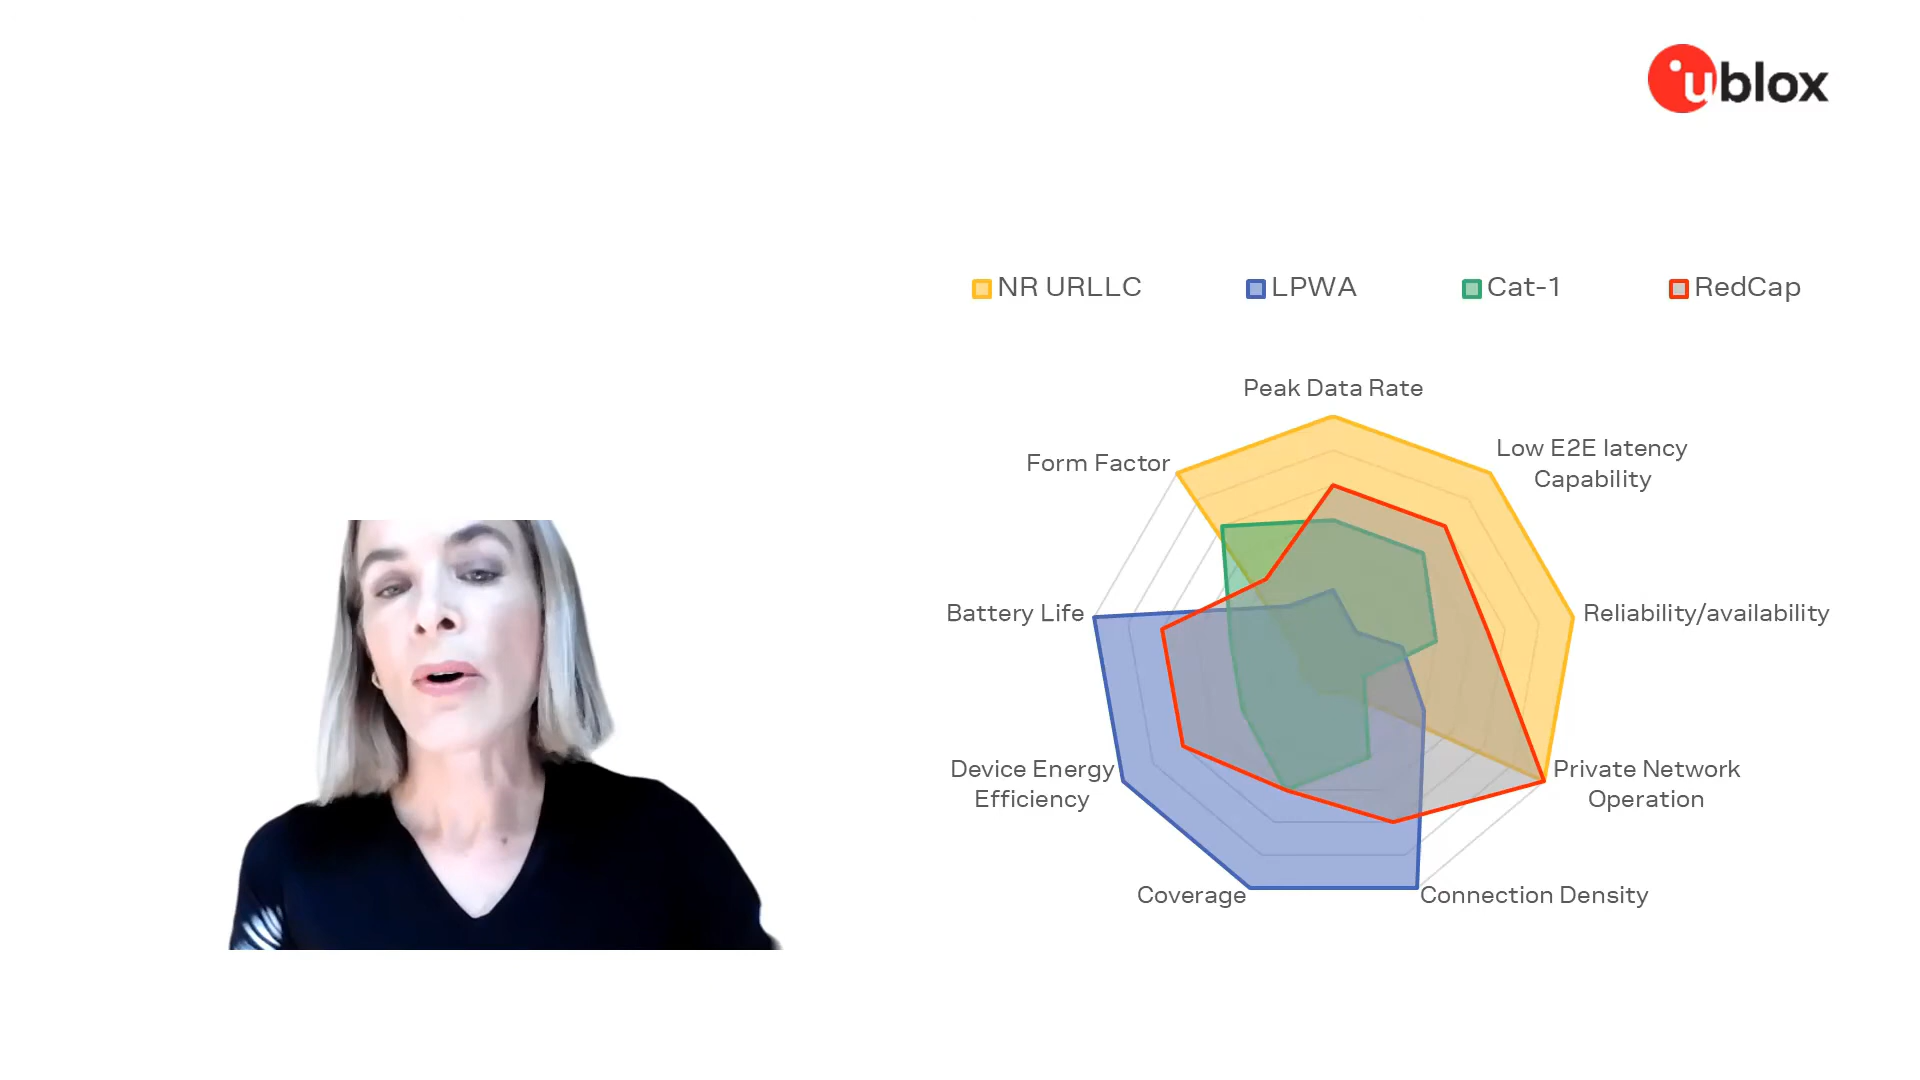 ublox
NR URLLC
LPWA
Cat-1
RedCap
Peak Data Rate
Low E2E latency
Capability
Form Factor
Battery Life
Reliability/availability
Device Energy
Efficiency
Private Network
Operation
Coverage
Connection Density